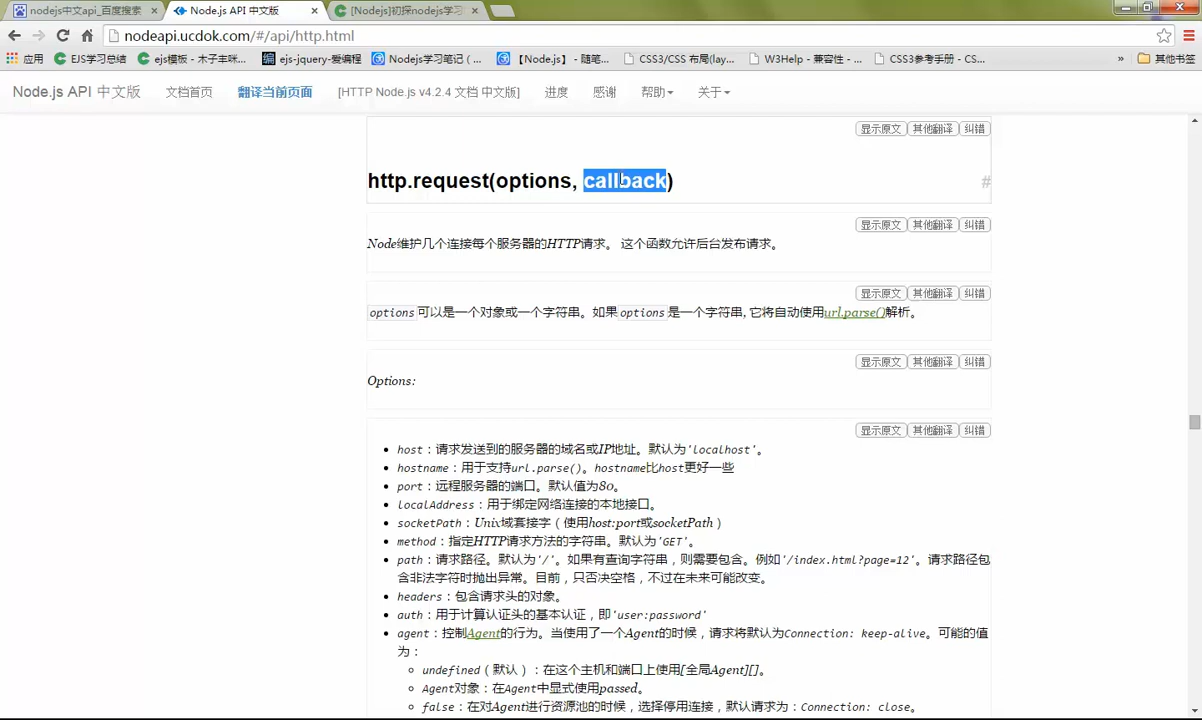 nodejs中文api_百度搜索
Node.js API 中文版
[Nodejs]初探nodejs学习
nodeapi.ucdok.com/#/api/http.html
应用 EJS学习总结 ejs模板 - 木子丰咪... ejs-jquery-爱编程 Nodejs学习笔记 ( ... 【Node.js】 - 随笔... CSS3/CSS 布局(lay... W3Help - 兼容性 - ... CSS3参考手册 - CS... » 其他书签
Node.js API 中文版 文档首页 翻译当前页面 [HTTP Node.js v4.2.4 文档 中文版] 进度 感谢 帮助 关于
显示原文 其他翻译 纠错
http.request(options, callback) #
显示原文 其他翻译 纠错
Node维护几个连接每个服务器的HTTP请求。 这个函数允许后台发布请求。
显示原文 其他翻译 纠错
options可以是一个对象或一个字符串。如果options是一个字符串, 它将自动使用url.parse()解析。
显示原文 其他翻译 纠错
Options:
显示原文 其他翻译 纠错
• host：请求发送到的服务器的域名或IP地址。默认为'localhost'。
• hostname：用于支持url.parse()。hostname比host更好一些
• port：远程服务器的端口。默认值为80。
• localAddress：用于绑定网络连接的本地接口。
• socketPath：Unix域套接字（使用host:port或socketPath）
• method：指定HTTP请求方法的字符串。默认为'GET'。
• path：请求路径。默认为'/'。如果有查询字符串，则需要包含。例如'/index.html?page=12'。请求路径包
含非法字符时抛出异常。目前，只否决空格，不过在未来可能改变。
• headers：包含请求头的对象。
• auth：用于计算认证头的基本认证，即'user:password'
• agent：控制Agent的行为。当使用了一个Agent的时候，请求将默认为Connection: keep-alive。可能的值
为：
◦ undefined（默认）：在这个主机和端口上使用[全局Agent][]。
◦ Agent对象：在Agent中显式使用passed。
◦ false：在对Agent进行资源池的时候，选择停用连接，默认请求为：Connection: close。